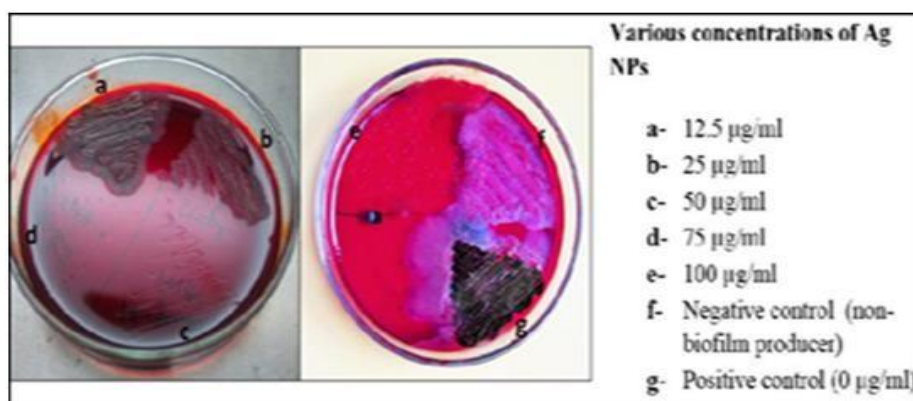 a
b
d
c
e
f
g
Various concentrations of Ag
NPs
a- 12.5 μg/ml
b- 25 μg/ml
c- 50 μg/ml
d- 75 μg/ml
e- 100 μg/ml
f- Negative control (non-
biofilm producer)
g- Positive control (0 μg/ml)